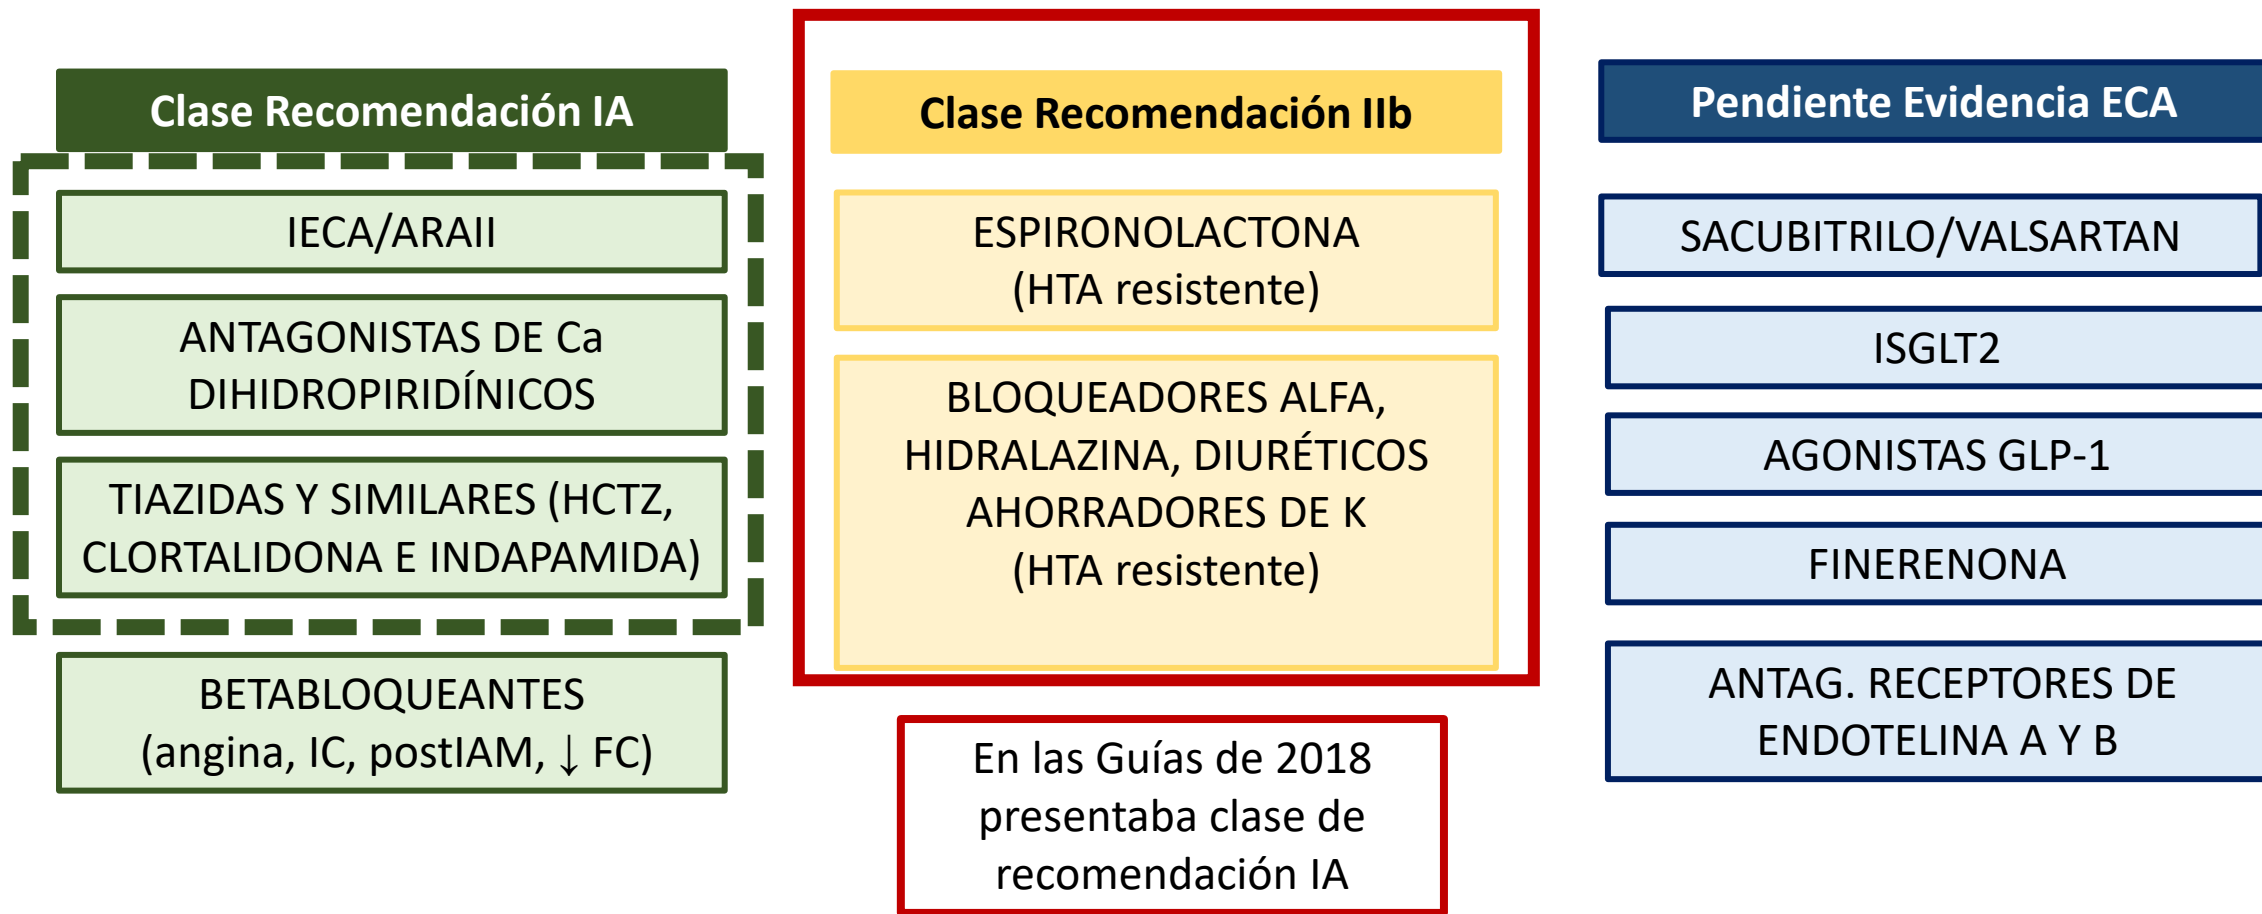 Clase Recomendación IA
IECA/ARAII
ANTAGONISTAS DE Ca
DIHIDROPIRIDÍNICOS
TIAZIDAS Y SIMILARES (HCTZ,
CLORTALIDONA E INDAPAMIDA)
BETABLOQUEANTES
(angina, IC, postIAM, ↓ FC)
Clase Recomendación IIb
ESPIRONOLACTONA
(HTA resistente)
BLOQUEADORES ALFA,
HIDRALAZINA, DIURÉTICOS
AHORRADORES DE K
(HTA resistente)
En las Guías de 2018
presentaba clase de
recomendación IA
Pendiente Evidencia ECA
SACUBITRILO/VALSARTAN
ISGLT2
AGONISTAS GLP-1
FINERENONA
ANTAG. RECEPTORES DE
ENDOTELINA A Y B